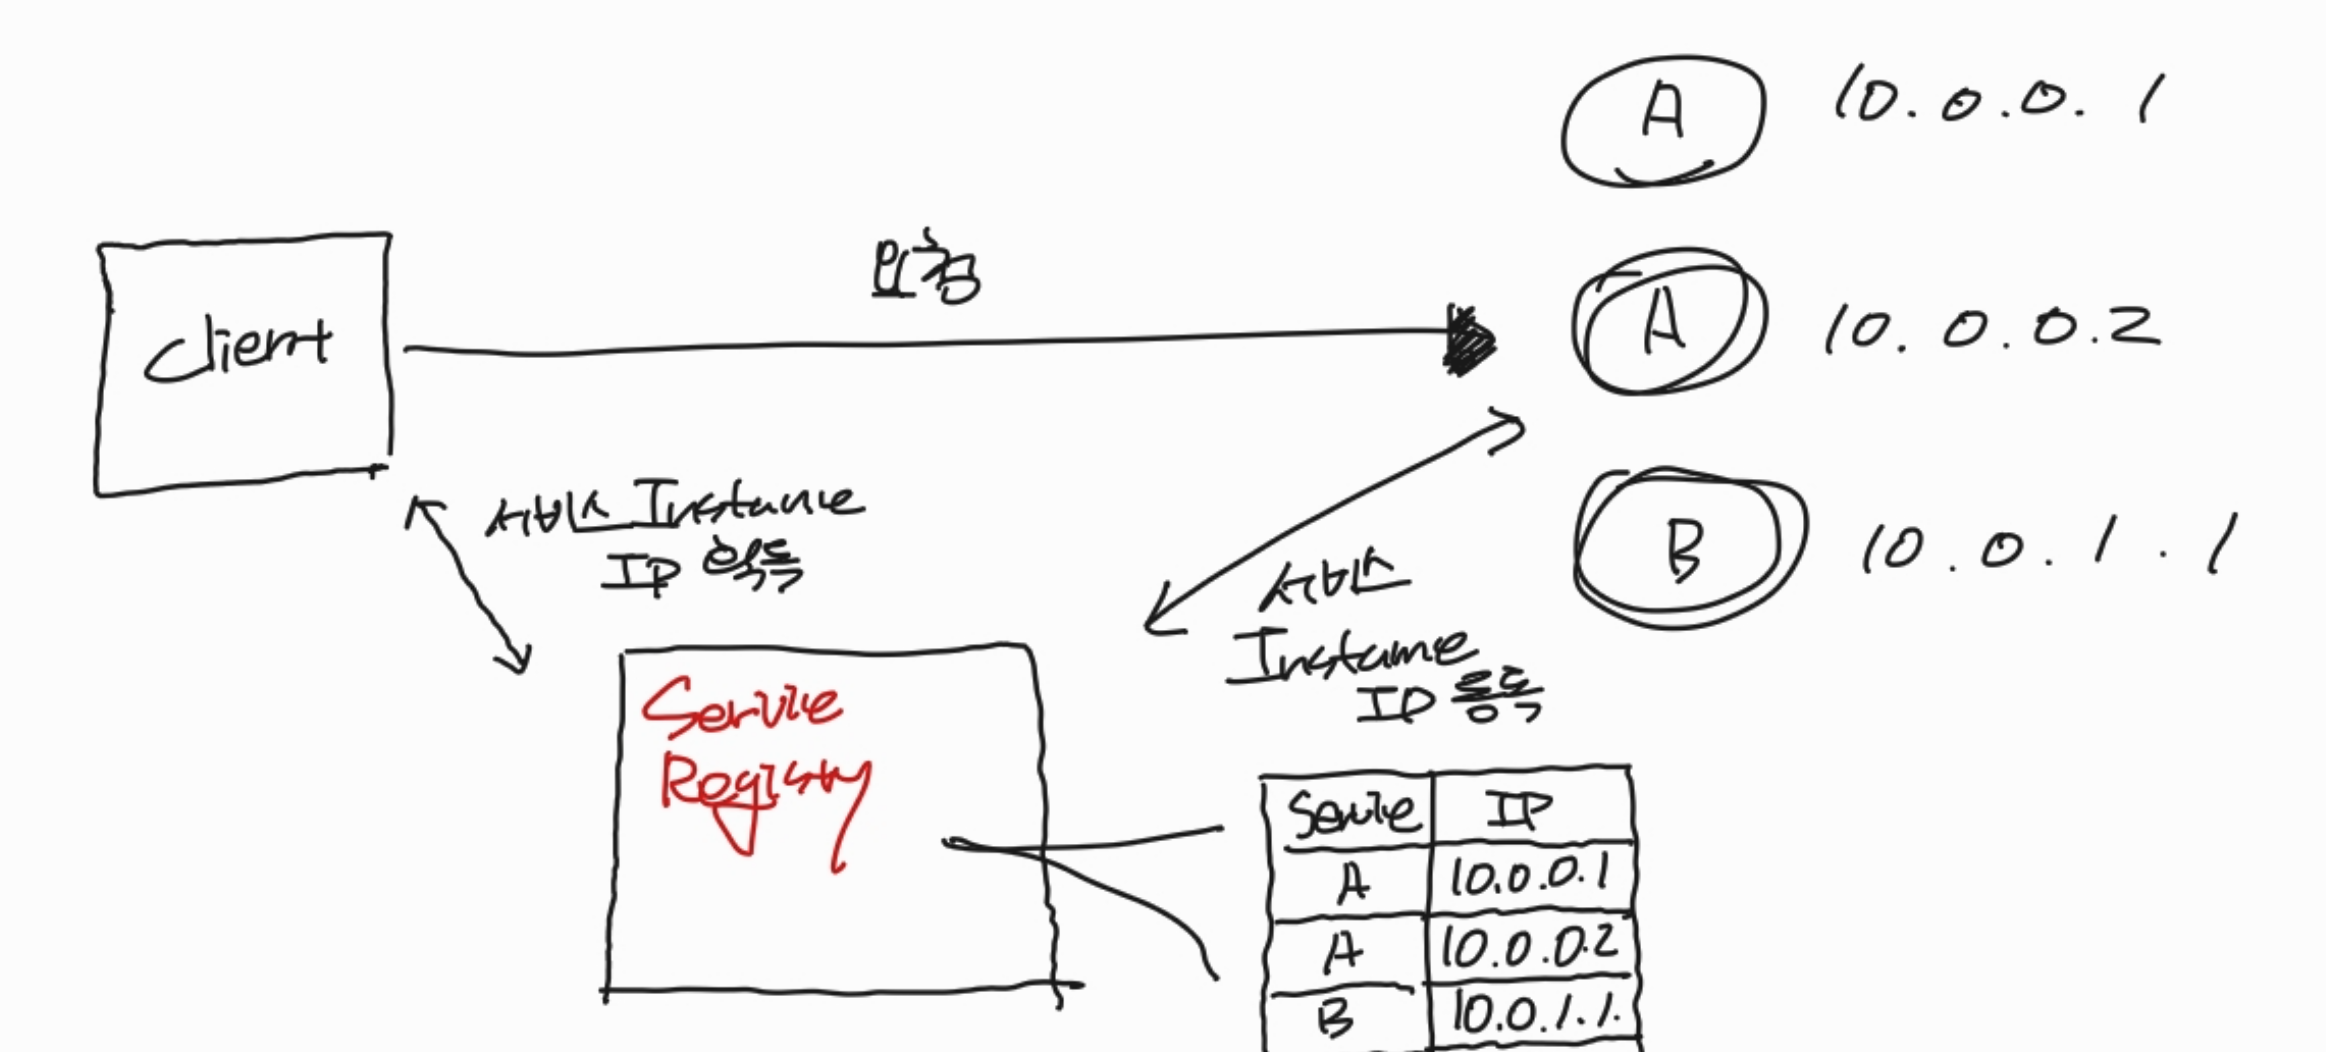 A 10.0.0.1
요청
Client
A 10.0.0.2
서비스 Instance
IP 획득
B 10.0.1.1
서비스
Instance
IP 등록
Service
Registry
Service IP
A 10.0.0.1
A 10.0.0.2
B 10.0.1.1.